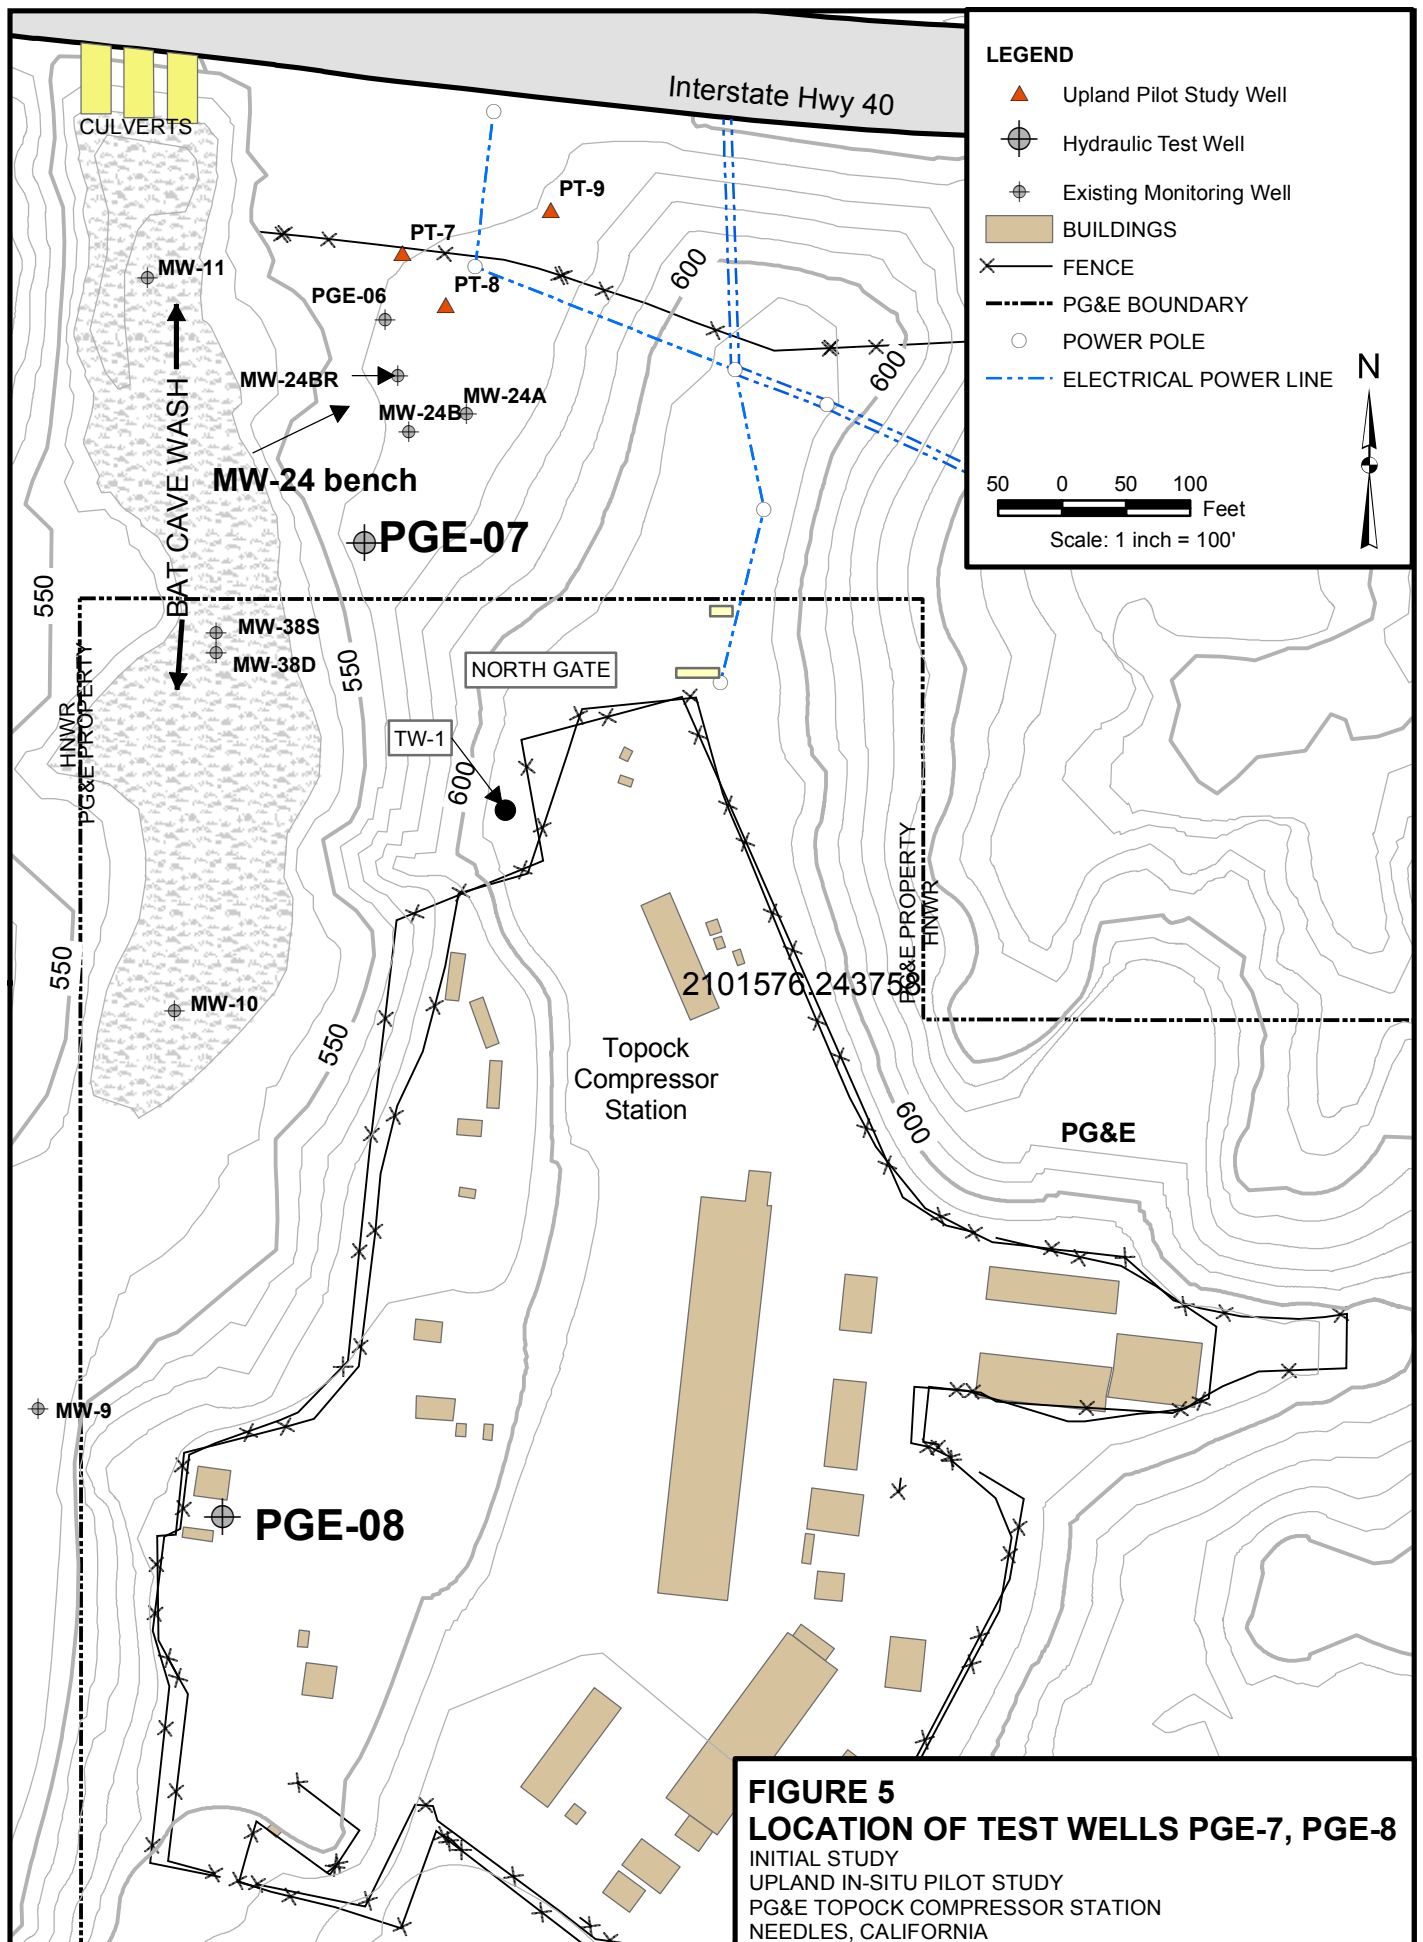 Interstate Hwy 40
CULVERTS
LEGEND
Upland Pilot Study Well
Hydraulic Test Well
Existing Monitoring Well
BUILDINGS
FENCE
PG&E BOUNDARY
POWER POLE
ELECTRICAL POWER LINE
N
50 0 50 100
Feet
Scale: 1 inch = 100'
PT-9
PT-7
PT-8
MW-11
PGE-06
600
600
MW-24BR
MW-24A
MW-24B
MW-24 bench
BAT CAVE WASH
PGE-07
550
MW-38S
MW-38D
550
HNWR
PG&E PROPERTY
NORTH GATE
TW-1
600
PG&E PROPERTY
HNWR
550
2101576.243758
MW-10
550
Topock
Compressor
Station
600
PG&E
MW-9
PGE-08
FIGURE 5
LOCATION OF TEST WELLS PGE-7, PGE-8
INITIAL STUDY
UPLAND IN-SITU PILOT STUDY
PG&E TOPOCK COMPRESSOR STATION
NEEDLES, CALIFORNIA